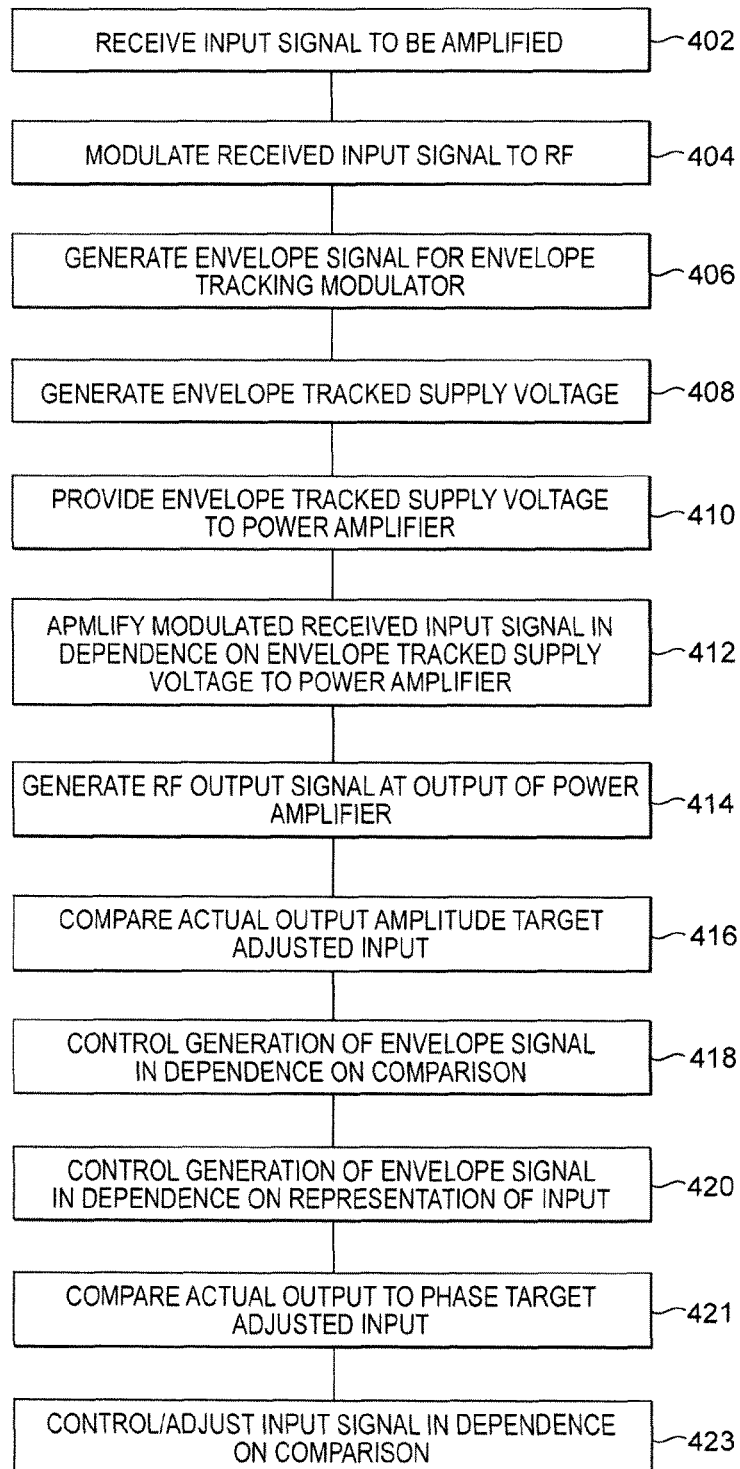 RECEIVE INPUT SIGNAL TO BE AMPLIFIED
402
MODULATE RECEIVED INPUT SIGNAL TO RF
404
GENERATE ENVELOPE SIGNAL FOR ENVELOPE
TRACKING MODULATOR
406
GENERATE ENVELOPE TRACKED SUPPLY VOLTAGE
408
PROVIDE ENVELOPE TRACKED SUPPLY VOLTAGE
TO POWER AMPLIFIER
410
APMLIFY MODULATED RECEIVED INPUT SIGNAL IN
DEPENDENCE ON ENVELOPE TRACKED SUPPLY
VOLTAGE TO POWER AMPLIFIER
412
GENERATE RF OUTPUT SIGNAL AT OUTPUT OF POWER
AMPLIFIER
414
COMPARE ACTUAL OUTPUT AMPLITUDE TARGET
ADJUSTED INPUT
416
CONTROL GENERATION OF ENVELOPE SIGNAL
IN DEPENDENCE ON COMPARISON
418
CONTROL GENERATION OF ENVELOPE SIGNAL
IN DEPENDENCE ON REPRESENTATION OF INPUT
420
COMPARE ACTUAL OUTPUT TO PHASE TARGET
ADJUSTED INPUT
421
CONTROL/ADJUST INPUT SIGNAL IN DEPENDENCE
ON COMPARISON
423